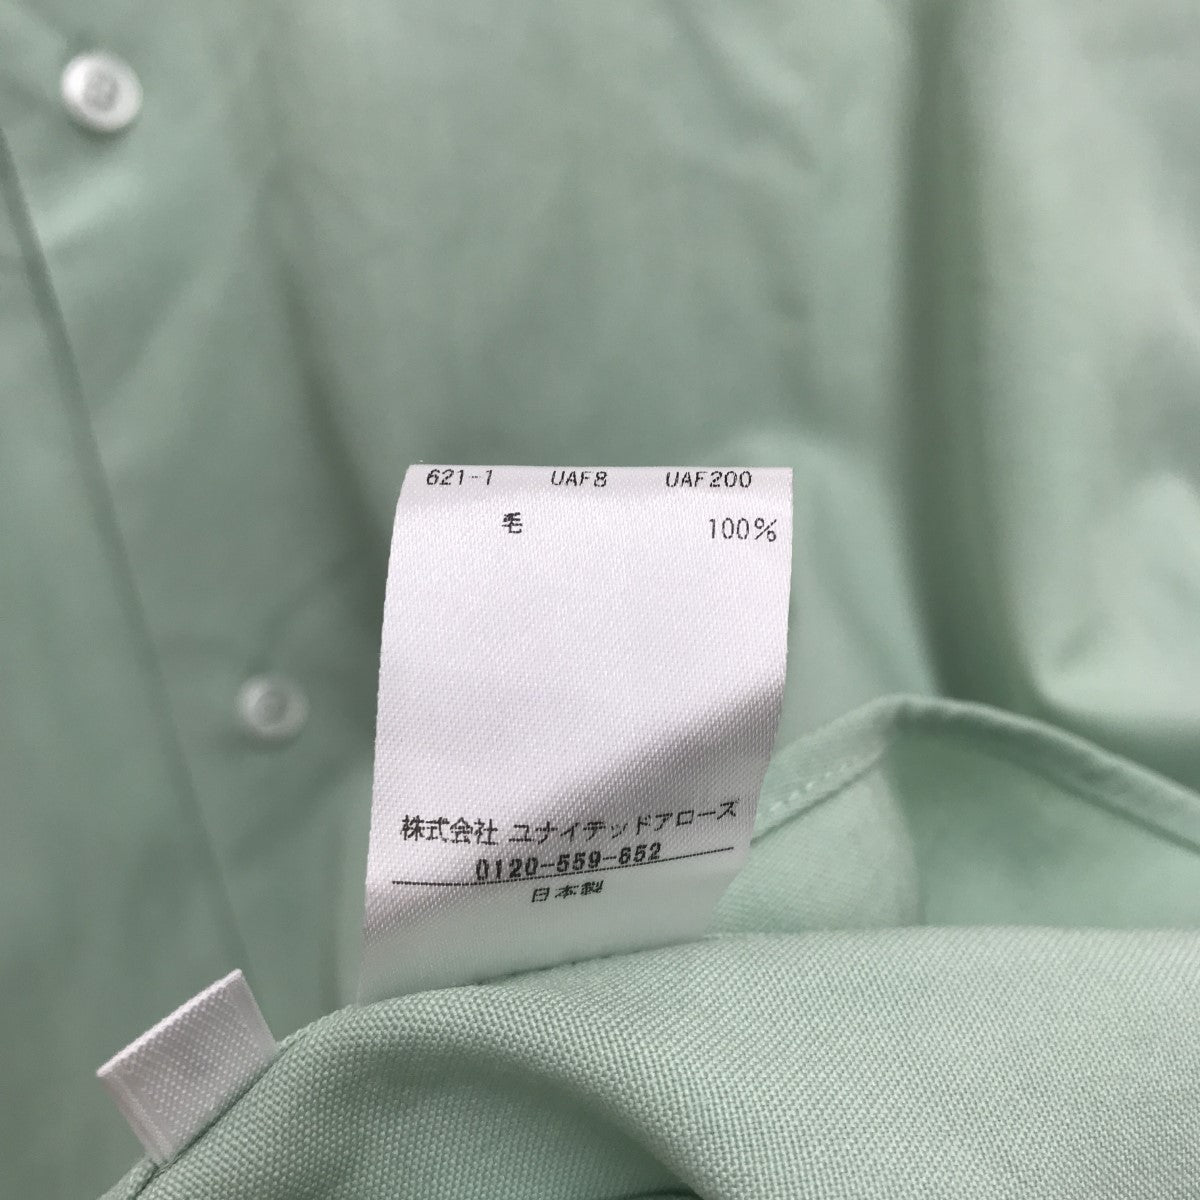 621-1 UAF8 UAF200
毛 100%
株式会社 ユナイテッドアローズ
0120-559-652
日本製